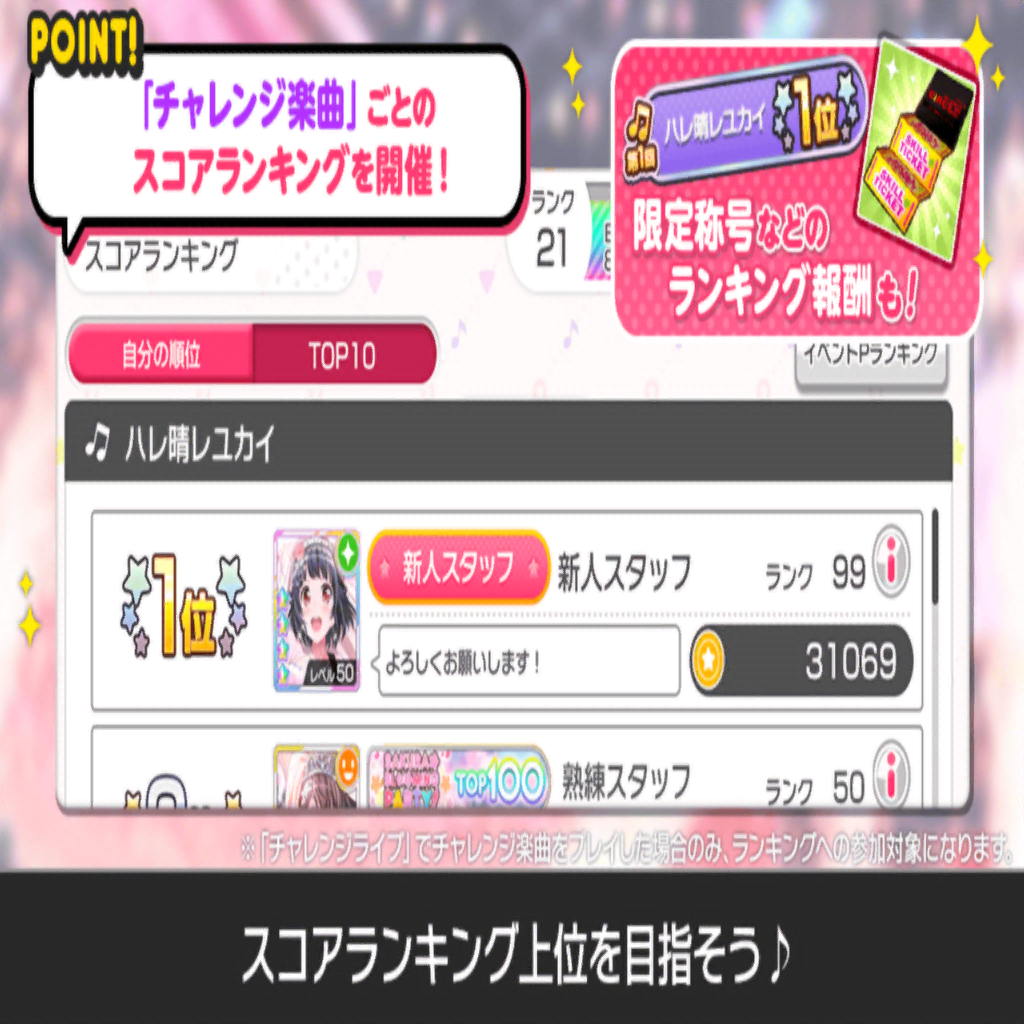 POINT!
「チャレンジ楽曲」ごとの
スコアランキングを開催！
ハレ晴レユカイ
1位
第1回
SKILL
TICKET
SKILL
TICKET
限定称号などの
ランキング報酬も！
スコアランキング
ランク
21
自分の順位
TOP10
イベントPランキング
♫ ハレ晴レユカイ
1位
レベル50
新人スタッフ
新人スタッフ
ランク 99
よろしくお願いします！
31069
PARTY
TOP100
熟練スタッフ
ランク 50
※「チャレンジライブ」でチャレンジ楽曲をプレイした場合のみ、ランキングへの参加対象になります。
スコアランキング上位を目指そう♪